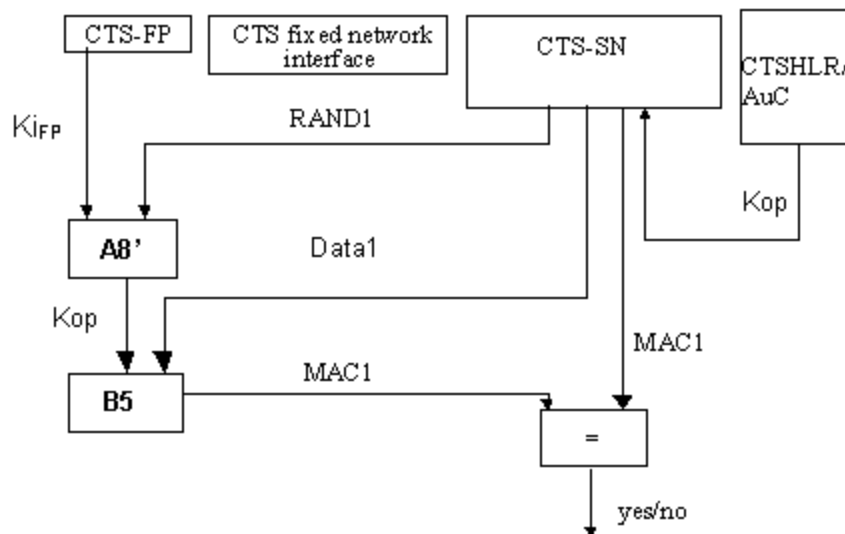 CTS-FP
CTS fixed network
interface
CTS-SN
CTSHLR/
AuC
KiFP
RAND1
Kop
A8’
Data1
Kop
MAC1
MAC1
B5
=
yes/no